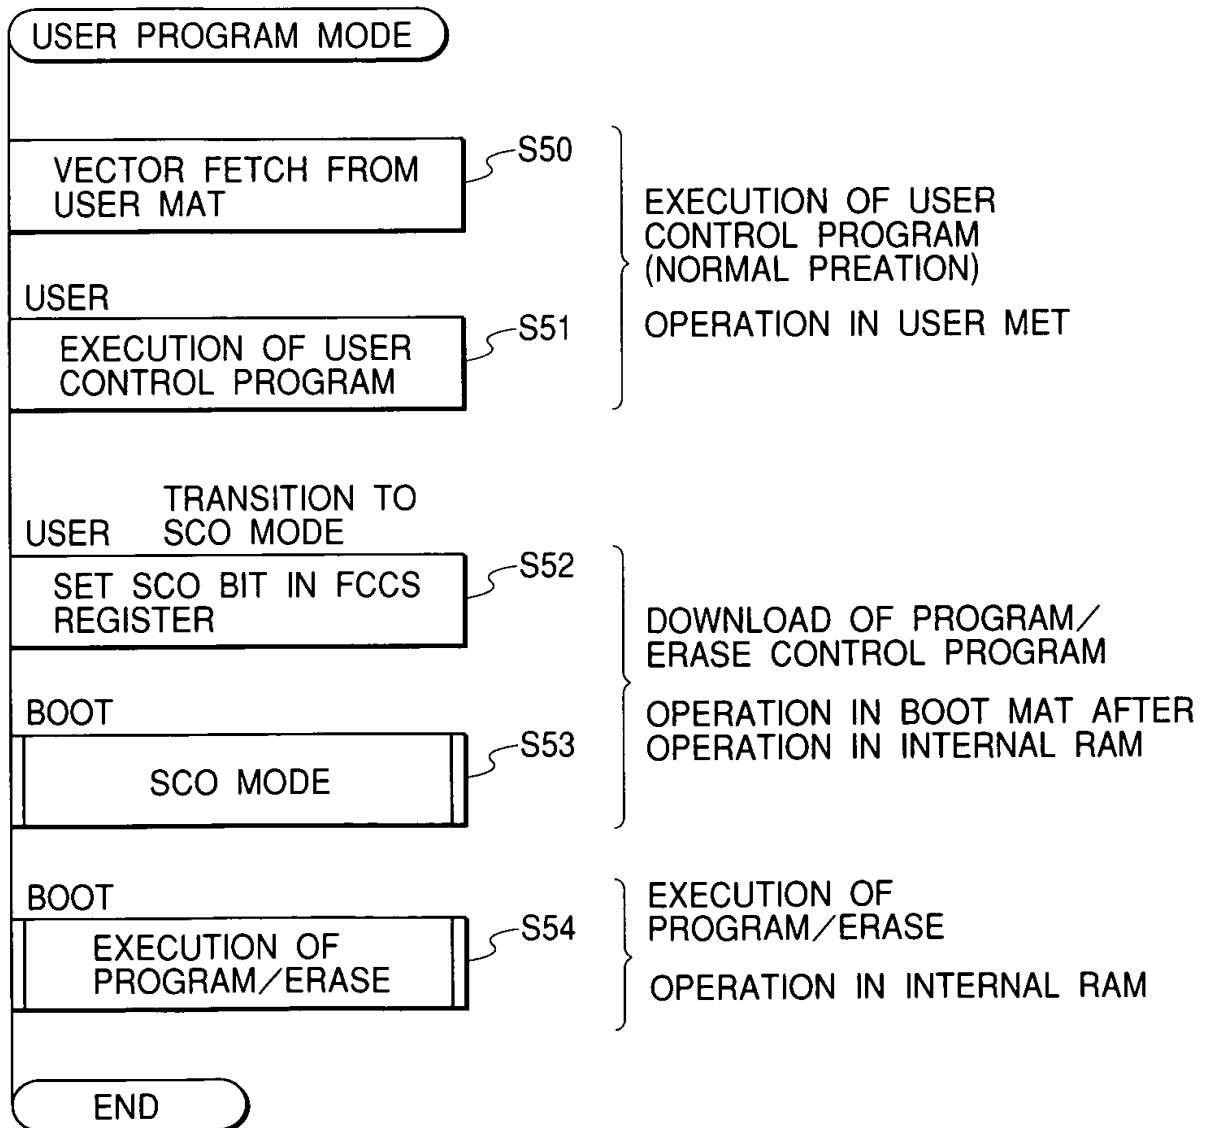 USER PROGRAM MODE
VECTOR FETCH FROM
USER MAT
S50
EXECUTION OF USER
CONTROL PROGRAM
(NORMAL PREATION)
OPERATION IN USER MET
USER
EXECUTION OF USER
CONTROL PROGRAM
S51
TRANSITION TO
USER SCO MODE
SET SCO BIT IN FCCS
REGISTER
S52
DOWNLOAD OF PROGRAM/
ERASE CONTROL PROGRAM
OPERATION IN BOOT MAT AFTER
OPERATION IN INTERNAL RAM
BOOT
SCO MODE
S53
BOOT
EXECUTION OF
PROGRAM/ERASE
S54
EXECUTION OF
PROGRAM/ERASE
OPERATION IN INTERNAL RAM
END